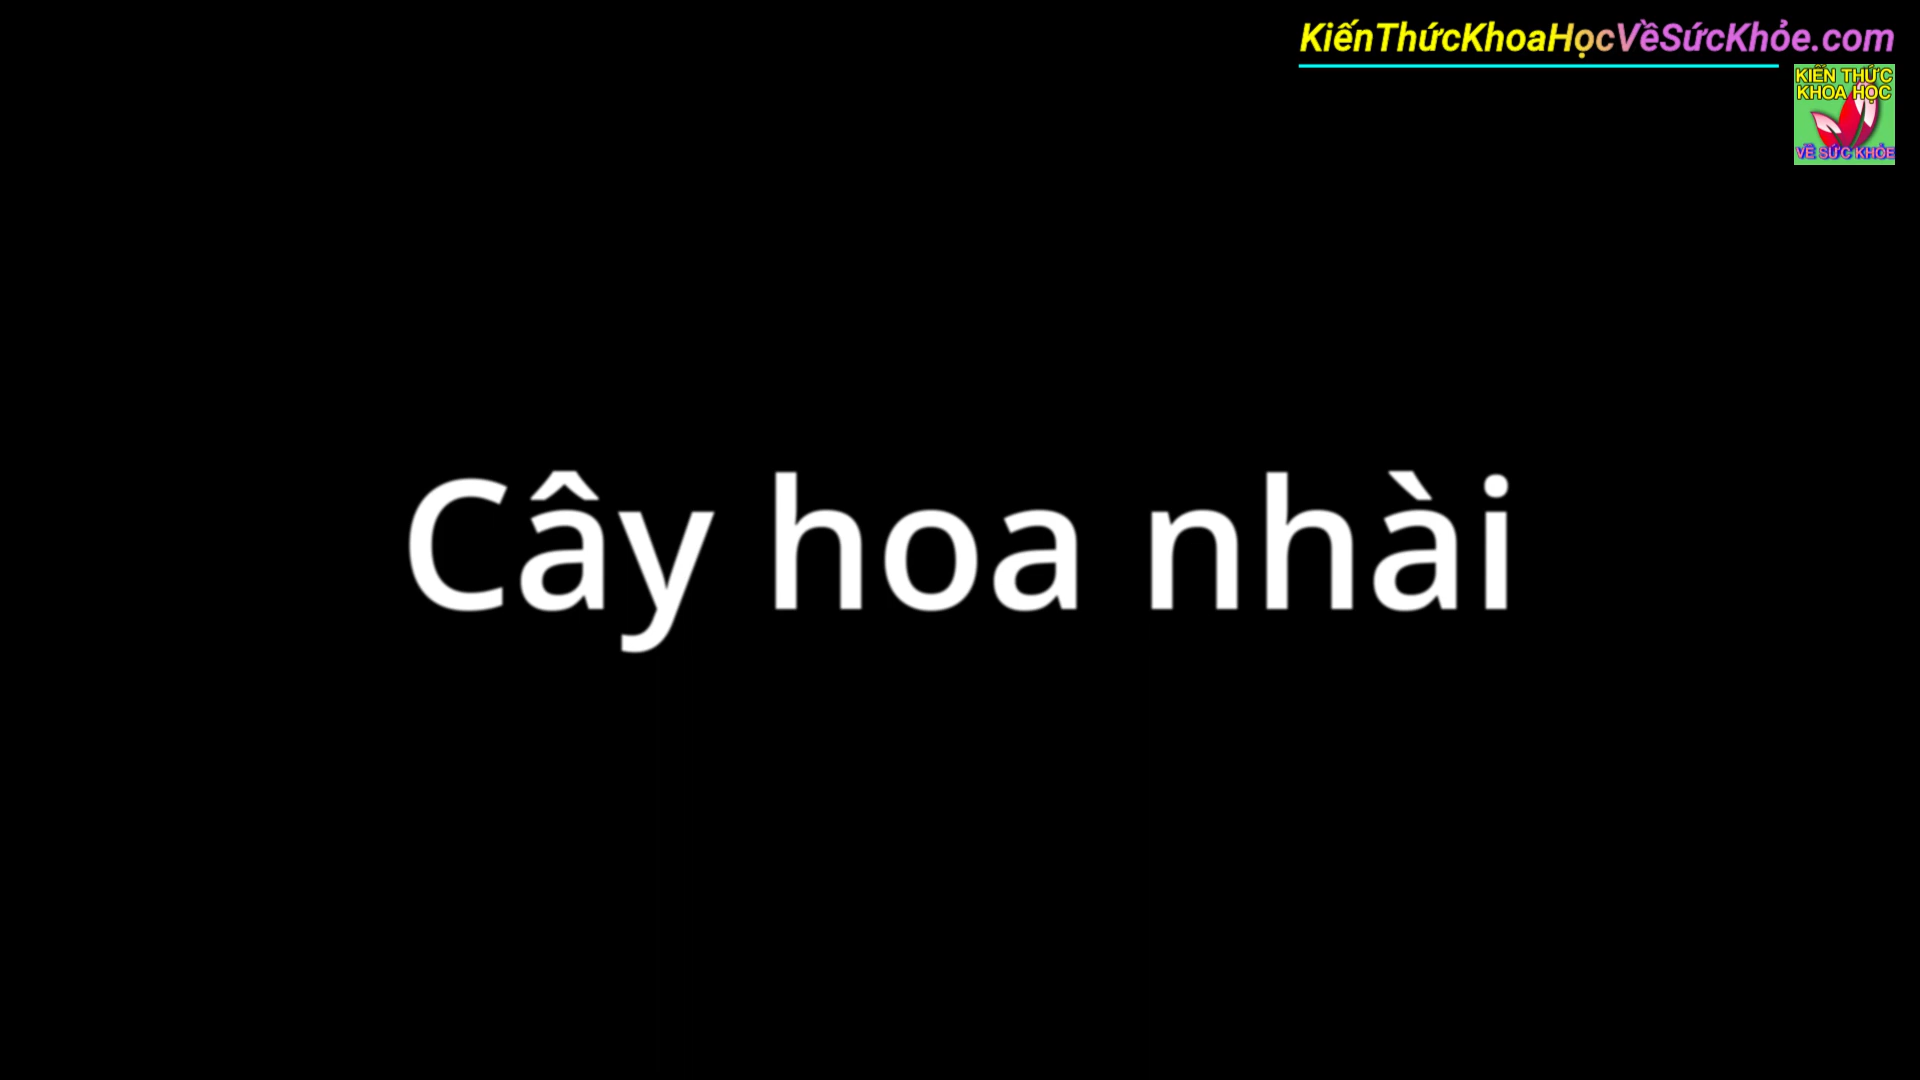 KiếnThứcKhoaHọcVềSứcKhỏe.com
KIẾN THỨC
KHOA HỌC
VỀ SỨC KHỎE
Cây hoa nhài